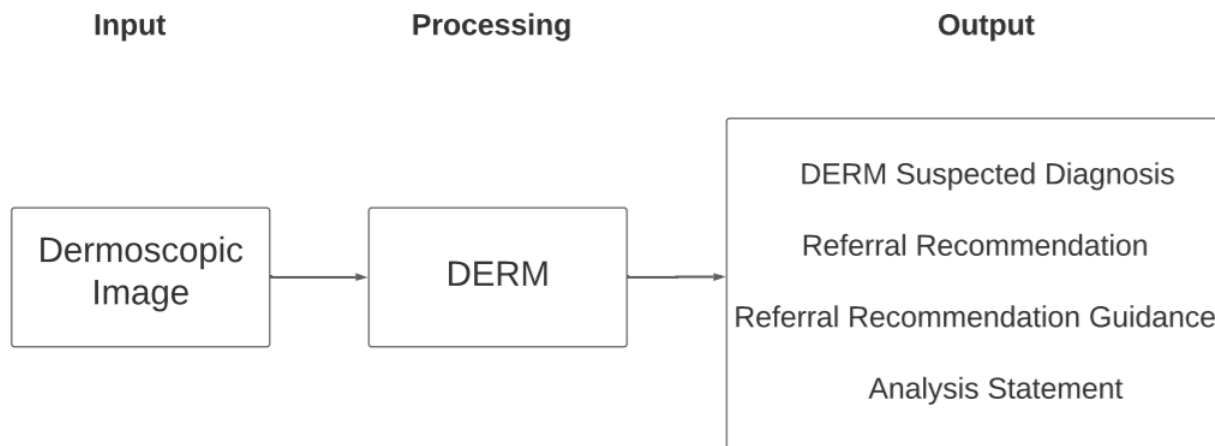 Input
Processing
Output
Dermoscopic
Image
DERM
DERM Suspected Diagnosis
Referral Recommendation
Referral Recommendation Guidance
Analysis Statement